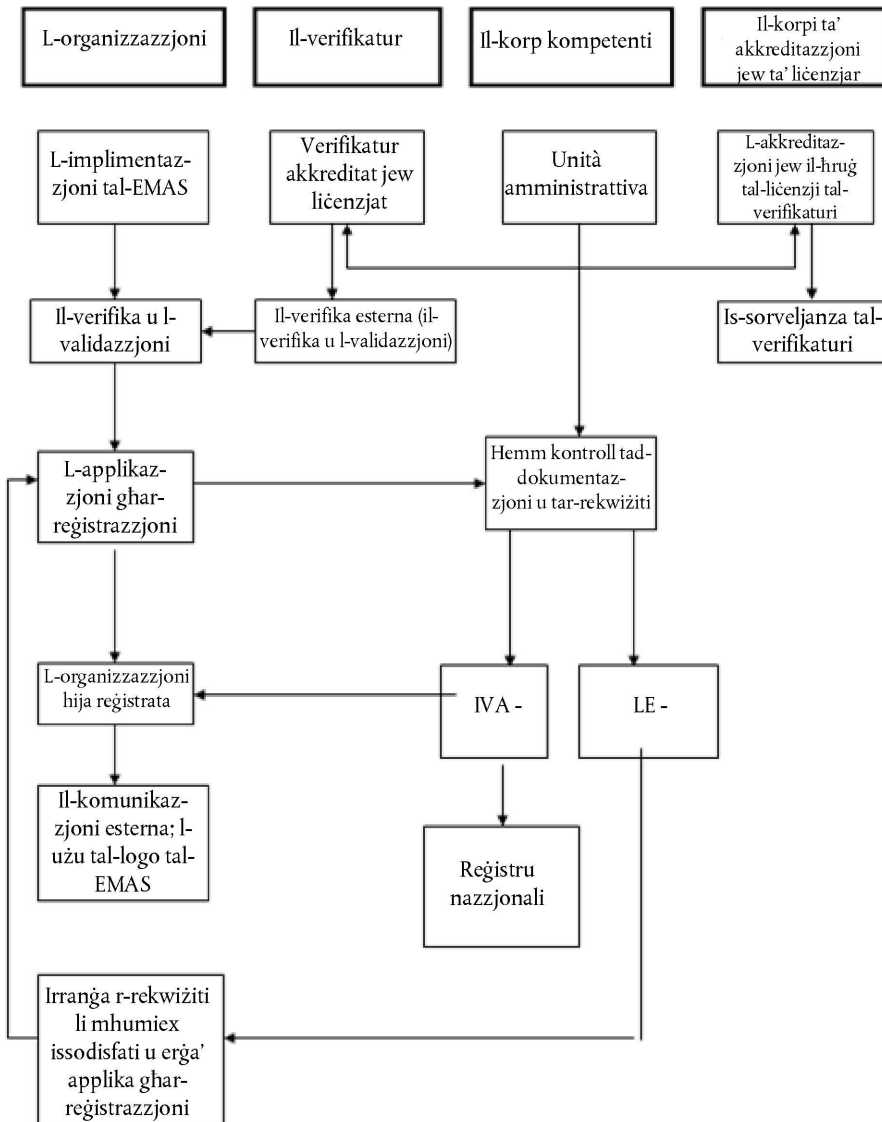 L-organizzazzjoni
Il-verifikatur
Il-korp kompetenti
Il-korpi ta'
akkreditazzjoni
jew ta' liċenzjar
L-implimentaz-
zjoni tal-EMAS
Verifikatur
akkreditat jew
liċenzjat
Unità
amministrattiva
L-akkreditaz-
zjoni jew il-ħruġ
tal-liċenzji tal-
verifikaturi
Il-verifika u l-
validazzjoni
Il-verifika esterna (il-
verifika u l-validazzjoni)
Is-sorveljanza tal-
verifikaturi
L-applikaz-
zjoni għar-
reġistrazzjoni
Hemm kontroll tad-
dokumentaz-
zjoni u tar-rekwiżiti
L-organizzazzjoni
hija reġistrata
IVA -
LE -
Il-komunikaz-
zjoni esterna; l-
użu tal-logo tal-
EMAS
Reġistru
nazzjonali
Irranġa r-rekwiżiti
li mhumiex
issodisfati u erġa'
applika għar-
reġistrazzjoni